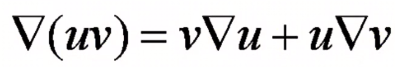 ∇(uv) = v∇u + u∇v